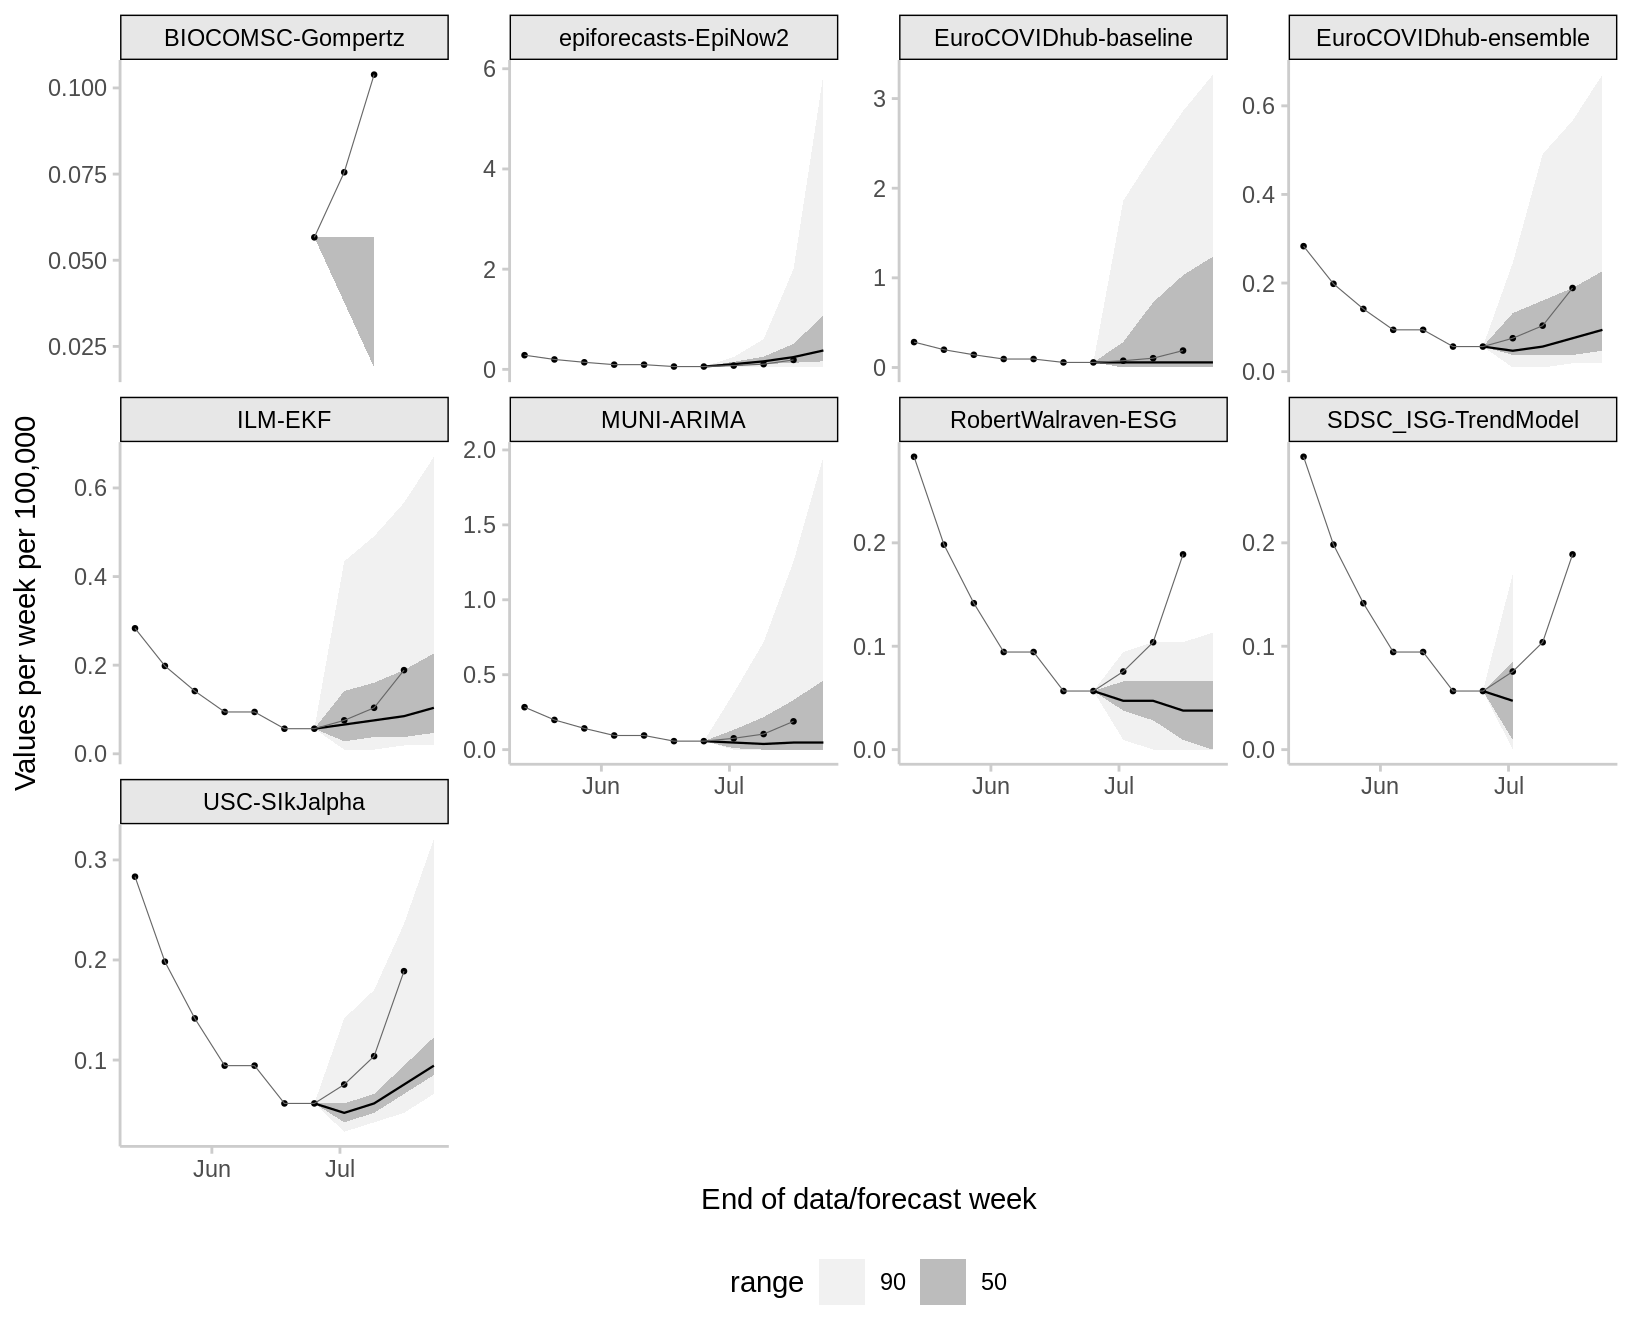 BIOCOMSC-Gompertz
epiforecasts-EpiNow2
EuroCOVIDhub-baseline
EuroCOVIDhub-ensemble
0.100
0.075
0.050
0.025
6
4
2
0
3
2
1
0
0.6
0.4
0.2
0.0
ILM-EKF
MUNI-ARIMA
RobertWalraven-ESG
SDSC_ISG-TrendModel
0.6
0.4
0.2
0.0
2.0
1.5
1.0
0.5
0.0
0.2
0.1
0.0
0.2
0.1
0.0
Jun Jul
Jun Jul
Jun Jul
USC-SIkJalpha
0.3
0.2
0.1
Jun Jul
Values per week per 100,000
End of data/forecast week
range 90 50